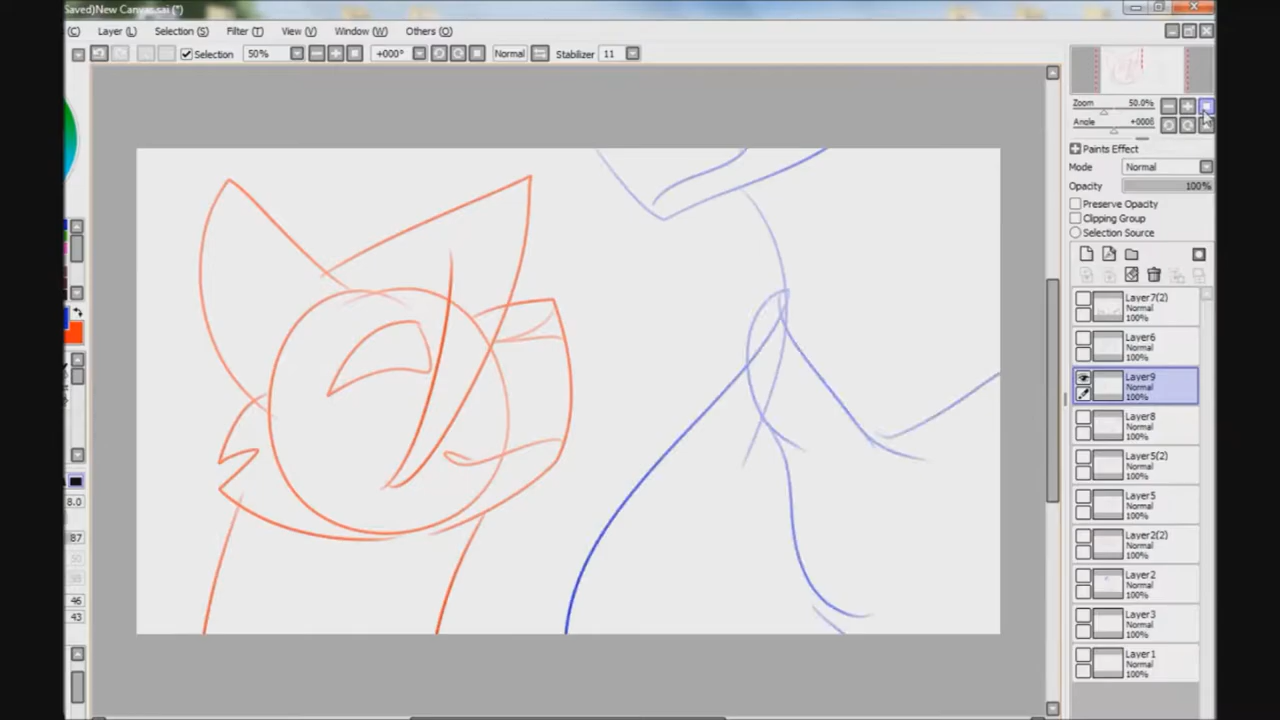 Saved)New Canvas.sai (*)
(C) Layer (L) Selection (S) Filter (T) View (V) Window (W) Others (O)
Selection 50% +000° Normal Stabilizer 11
Zoom 50.0%
Angle +000
Paints Effect
Mode Normal
Opacity 100%
Preserve Opacity
Clipping Group
Selection Source
Layer7(2)
Normal
100%
Layer6
Normal
100%
Layer9
Normal
100%
Layer8
Normal
100%
Layer5(2)
Normal
100%
Layer5
Normal
100%
Layer2(2)
Normal
100%
Layer2
Normal
100%
Layer3
Normal
100%
Layer1
Normal
100%
8.0
87
50
46
43